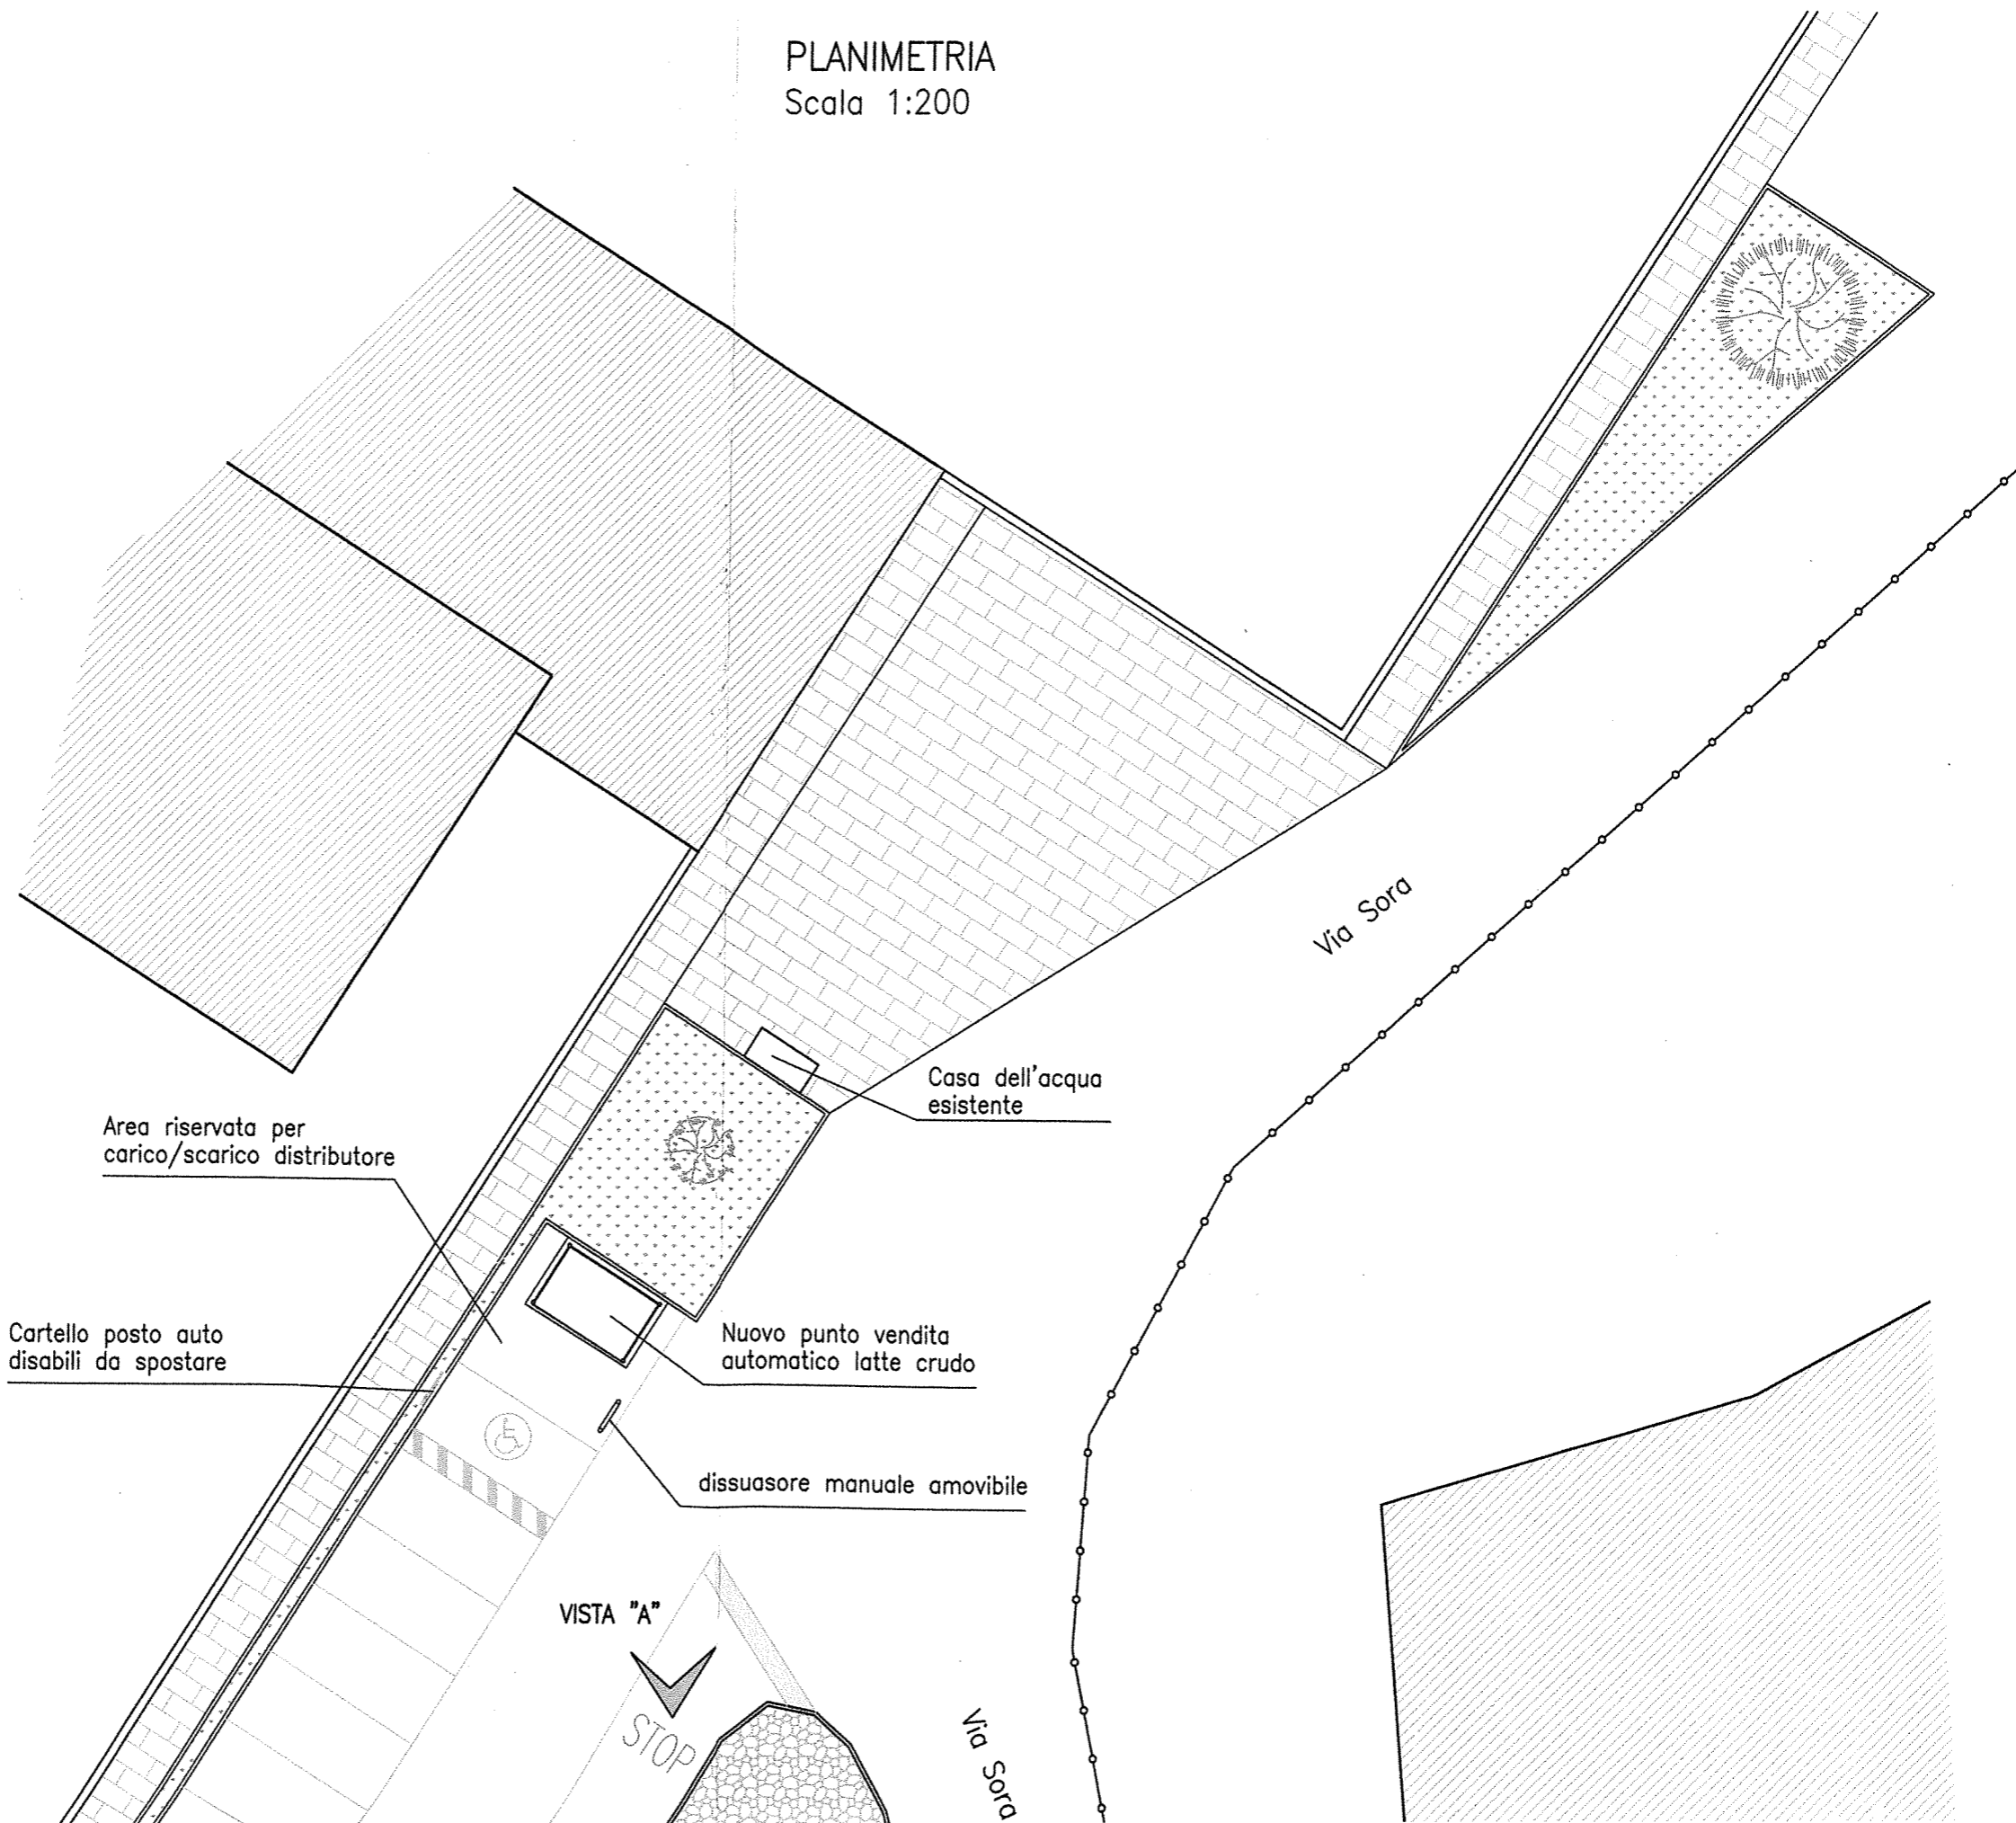 PLANIMETRIA
Scala 1:200
Via Sora
Casa dell'acqua
esistente
Area riservata per
carico/scarico distributore
Cartello posto auto
disabili da spostare
Nuovo punto vendita
automatico latte crudo
dissuasore manuale amovibile
VISTA "A"
STOP
Via Sora